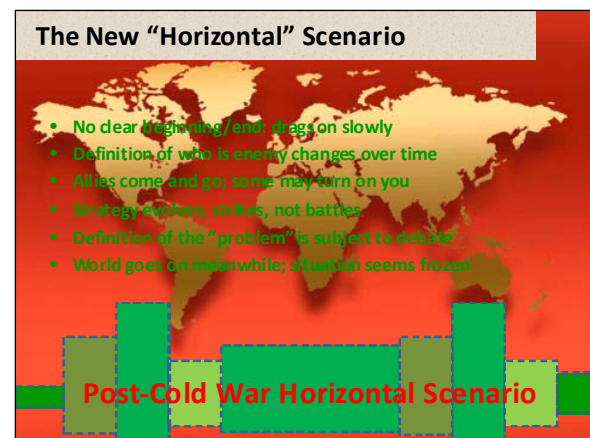 The New “Horizontal” Scenario
• No clear beginning/end: drags on slowly
• Definition of who is enemy changes over time
• Allies come and go; some may turn on you
• Strategy evolves; strikes, not battles
• Definition of the “problem” is subject to debate
• World goes on meanwhile; situation seems frozen
Post-Cold War Horizontal Scenario